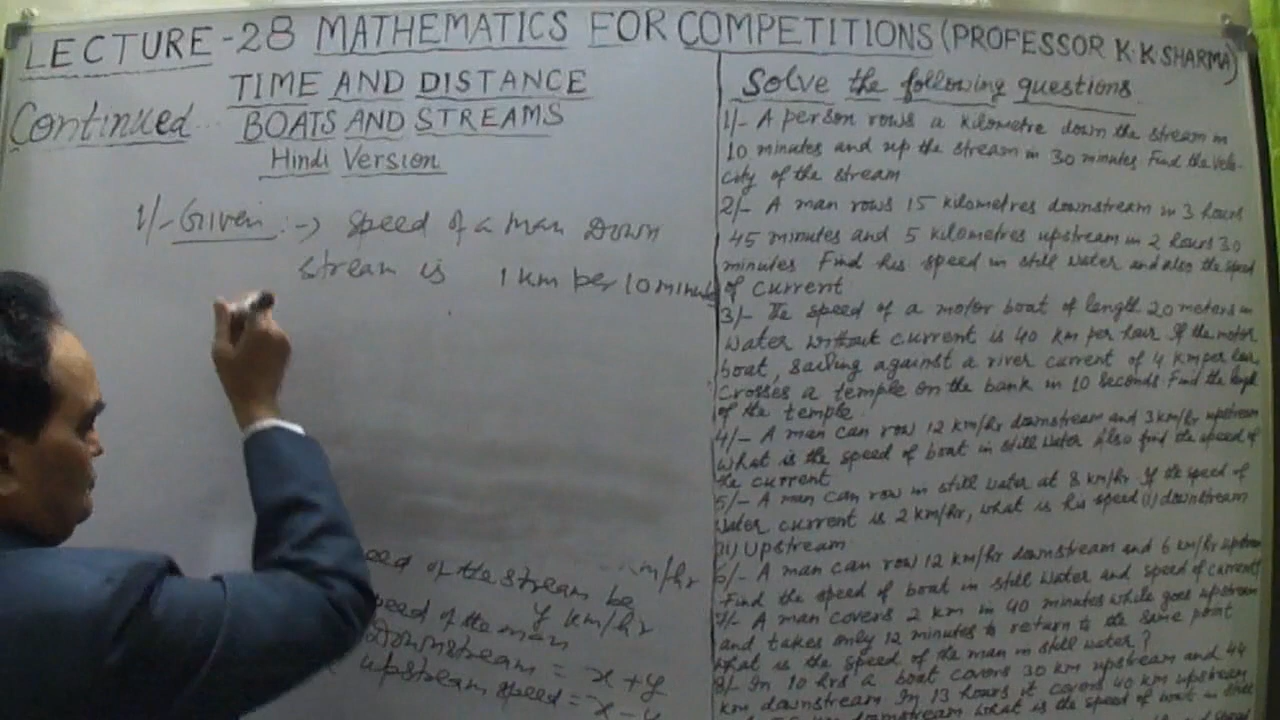 LECTURE-28 MATHEMATICS FOR COMPETITIONS (PROFESSOR K.K.SHARMA)
TIME AND DISTANCE
Continued... BOATS AND STREAMS
Hindi Version
1/- Given :-> Speed of a man Down
stream is 1 km per 10 minute
eed of the stream be
km/hr
y km/hr
peed of the man
Downstream = x+y
upstream speed = x-y
Solve the following questions
1/- A person rows a kilometre down the stream in
10 minutes and up the stream in 30 minutes Find the velo-
city of the stream
2/- A man rows 15 kilometres downstream in 3 hours
45 minutes and 5 kilometres upstream in 2 hours 30
minutes Find his speed in still water and also the speed
of current
3/- The speed of a motor boat of length 20 meters in
water without current is 40 km per hour If the motor
boat, sailing against a river current of 4 km per hour
Crosses a temple on the bank in 10 seconds Find the length
of the temple
4/- A man can row 12 km/hr downstream and 3 km/hr upstream
what is the speed of boat in still water Also find the speed of
the current
5/- A man can row in still water at 8 km/hr If the speed of
water current is 2 km/hr, what is his speed (i) downstream
(ii) Upstream
6/- A man can row 12 km/hr downstream and 6 km/hr upstream
Find the speed of boat in still water and speed of current
7/- A man covers 2 km in 40 minutes while goes upstream
and takes only 12 minutes to return to the same point
what is the speed of the man in still water?
8/- In 10 hrs a boat covers 30 km upstream and 44
km downstream In 13 hours it covers 40 km upstream
downstream what is the speed of boat in still